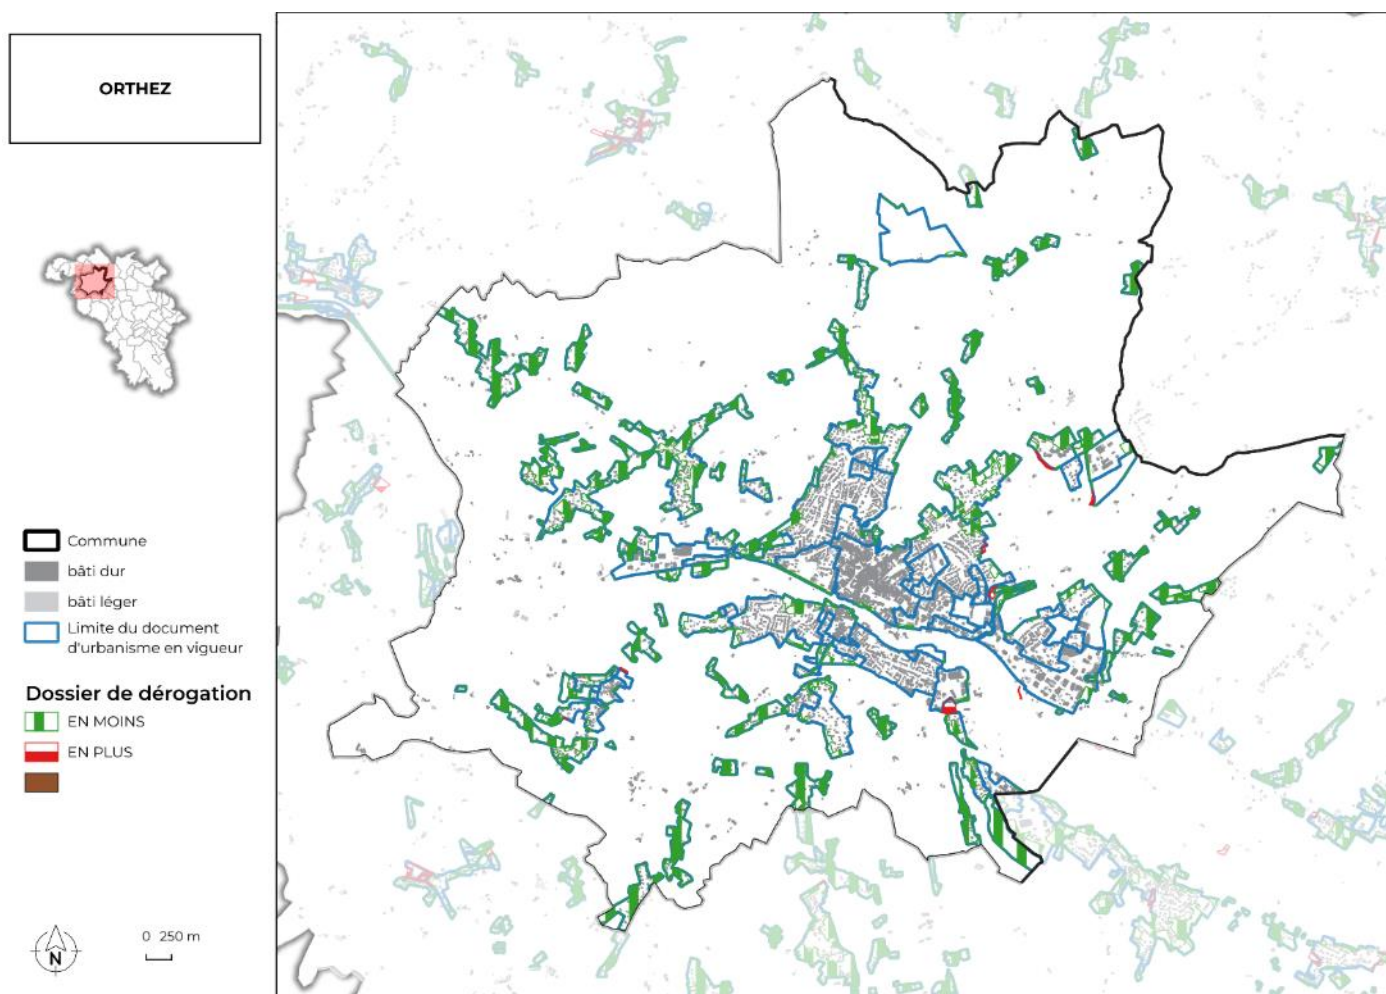 ORTHEZ
Commune
bâti dur
bâti léger
Limite du document
d'urbanisme en vigueur
Dossier de dérogation
EN MOINS
EN PLUS
N
0 250 m